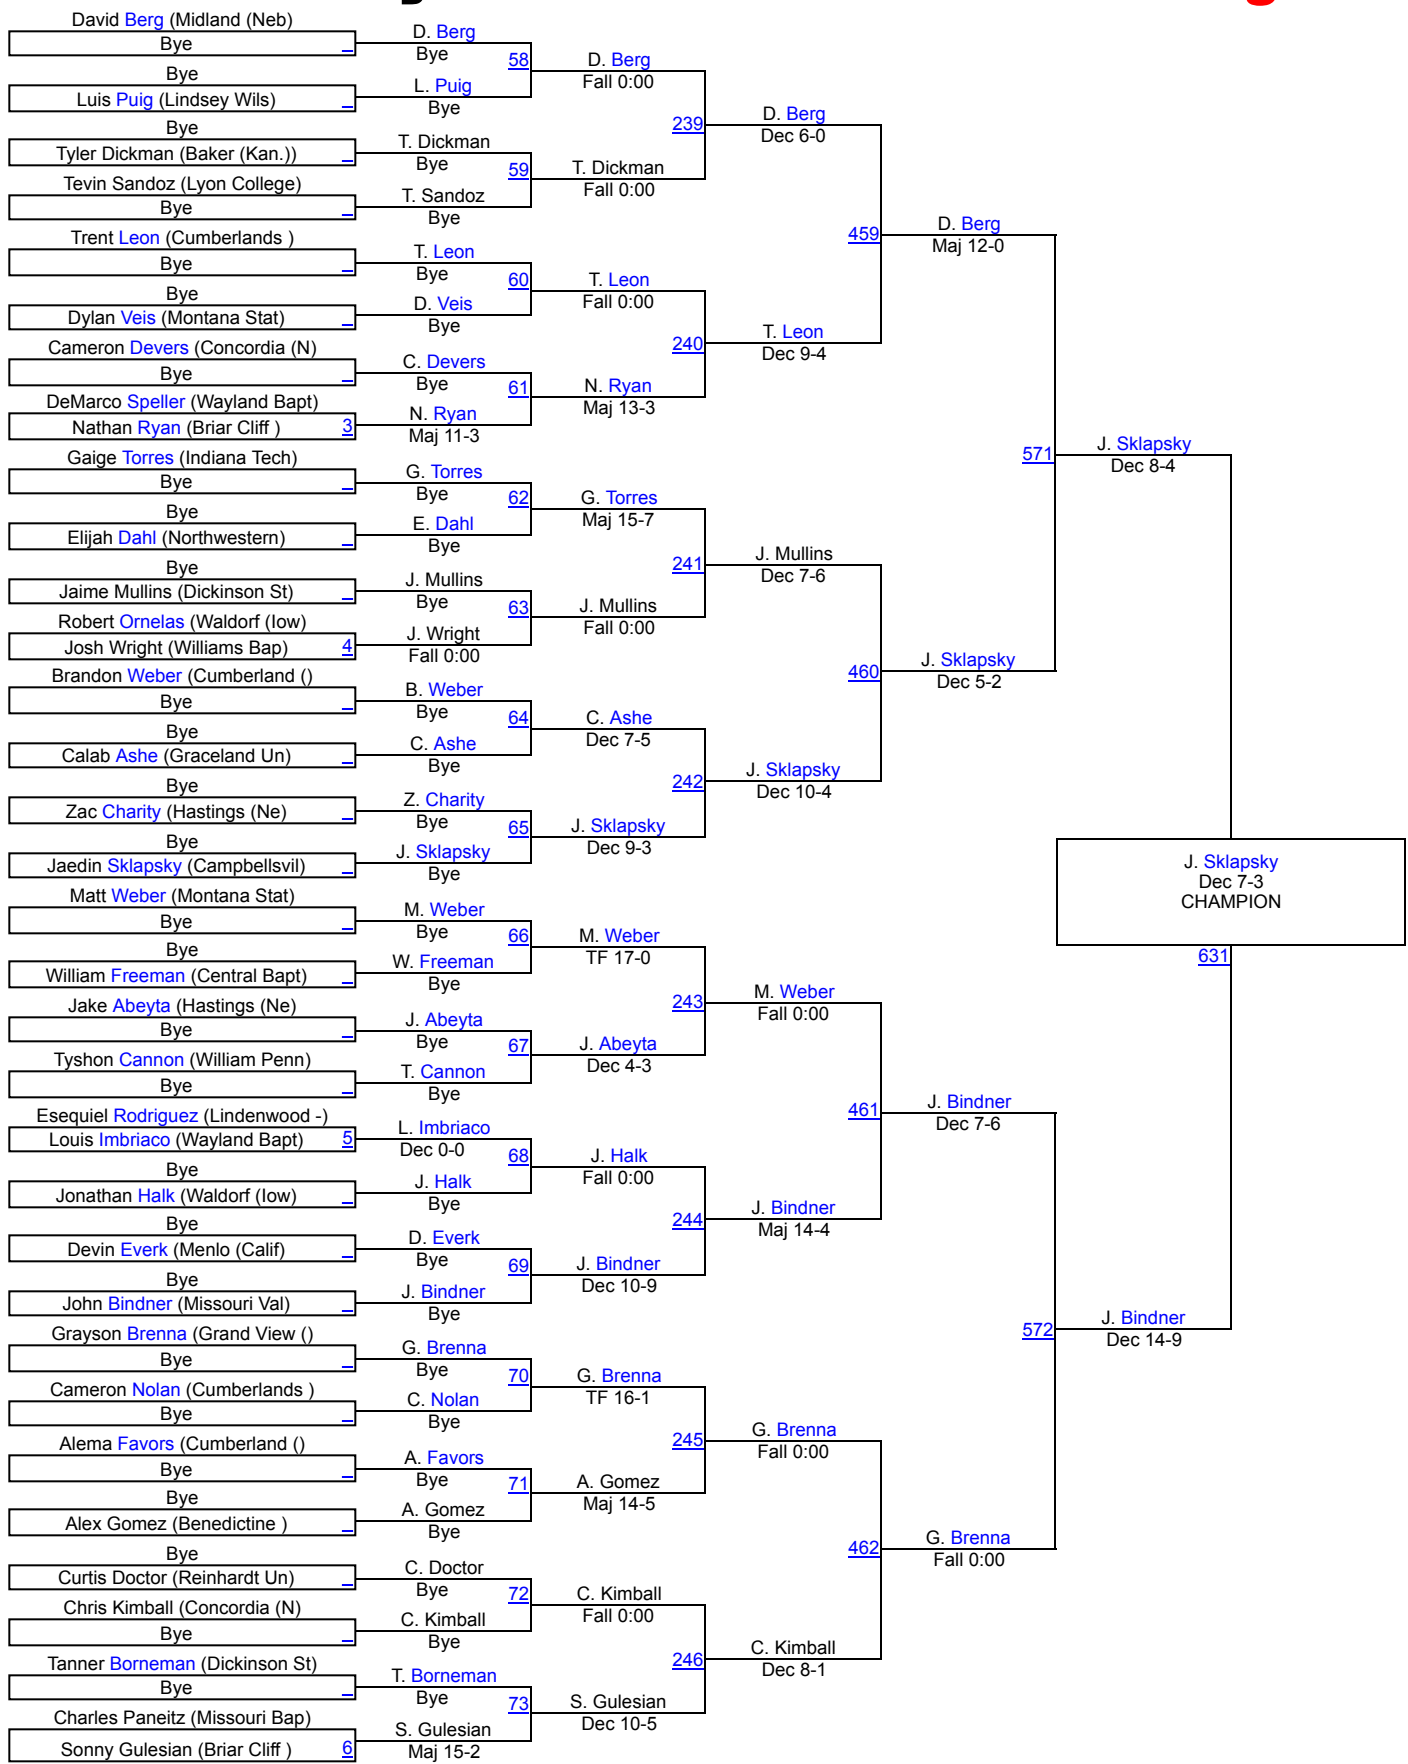 David Berg (Midland (Neb)
Bye
Bye
Luis Puig (Lindsey Wils)
Bye
Tyler Dickman (Baker (Kan.))
Tevin Sandoz (Lyon College)
Bye
Trent Leon (Cumberlands )
Bye
Bye
Dylan Veis (Montana Stat)
Cameron Devers (Concordia (N)
Bye
DeMarco Speller (Wayland Bapt)
Nathan Ryan (Briar Cliff ) 3
Gaige Torres (Indiana Tech)
Bye
Bye
Elijah Dahl (Northwestern)
Bye
Jaime Mullins (Dickinson St)
Robert Ornelas (Waldorf (Iow)
Josh Wright (Williams Bap) 4
Brandon Weber (Cumberland ()
Bye
Bye
Calab Ashe (Graceland Un)
Bye
Zac Charity (Hastings (Ne)
Bye
Jaedin Sklapsky (Campbellsvil)
Matt Weber (Montana Stat)
Bye
Bye
William Freeman (Central Bapt)
Jake Abeyta (Hastings (Ne)
Bye
Tyshon Cannon (William Penn)
Bye
Esequiel Rodriguez (Lindenwood -)
Louis Imbriaco (Wayland Bapt) 5
Bye
Jonathan Halk (Waldorf (Iow)
Bye
Devin Everk (Menlo (Calif)
Bye
John Bindner (Missouri Val)
Grayson Brenna (Grand View ()
Bye
Cameron Nolan (Cumberlands )
Bye
Alema Favors (Cumberland ()
Bye
Bye
Alex Gomez (Benedictine )
Bye
Curtis Doctor (Reinhardt Un)
Chris Kimball (Concordia (N)
Bye
Tanner Borneman (Dickinson St)
Bye
Charles Paneitz (Missouri Bap)
Sonny Gulesian (Briar Cliff ) 6
D. Berg
Bye
58
L. Puig
Bye
T. Dickman
Bye
59
T. Sandoz
Bye
T. Leon
Bye
60
D. Veis
Bye
C. Devers
Bye
61
N. Ryan
Maj 11-3
G. Torres
Bye
62
E. Dahl
Bye
J. Mullins
Bye
63
J. Wright
Fall 0:00
B. Weber
Bye
64
C. Ashe
Bye
Z. Charity
Bye
65
J. Sklapsky
Bye
M. Weber
Bye
66
W. Freeman
Bye
J. Abeyta
Bye
67
T. Cannon
Bye
L. Imbriaco
Dec 0-0
68
J. Halk
Bye
D. Everk
Bye
69
J. Bindner
Bye
G. Brenna
Bye
70
C. Nolan
Bye
A. Favors
Bye
71
A. Gomez
Bye
C. Doctor
Bye
72
C. Kimball
Bye
T. Borneman
Bye
73
S. Gulesian
Maj 15-2
D. Berg
Fall 0:00
239
T. Dickman
Fall 0:00
T. Leon
Fall 0:00
240
N. Ryan
Maj 13-3
G. Torres
Maj 15-7
241
J. Mullins
Fall 0:00
C. Ashe
Dec 7-5
242
J. Sklapsky
Dec 9-3
M. Weber
TF 17-0
243
J. Abeyta
Dec 4-3
J. Halk
Fall 0:00
244
J. Bindner
Dec 10-9
G. Brenna
TF 16-1
245
A. Gomez
Maj 14-5
C. Kimball
Fall 0:00
246
S. Gulesian
Dec 10-5
D. Berg
Dec 6-0
459
T. Leon
Dec 9-4
J. Mullins
Dec 7-6
460
J. Sklapsky
Dec 10-4
M. Weber
Fall 0:00
461
J. Bindner
Maj 14-4
G. Brenna
Fall 0:00
462
C. Kimball
Dec 8-1
D. Berg
Maj 12-0
571
J. Sklapsky
Dec 5-2
J. Bindner
Dec 7-6
572
G. Brenna
Fall 0:00
J. Sklapsky
Dec 8-4
J. Sklapsky
Dec 7-3
CHAMPION
631
J. Bindner
Dec 14-9